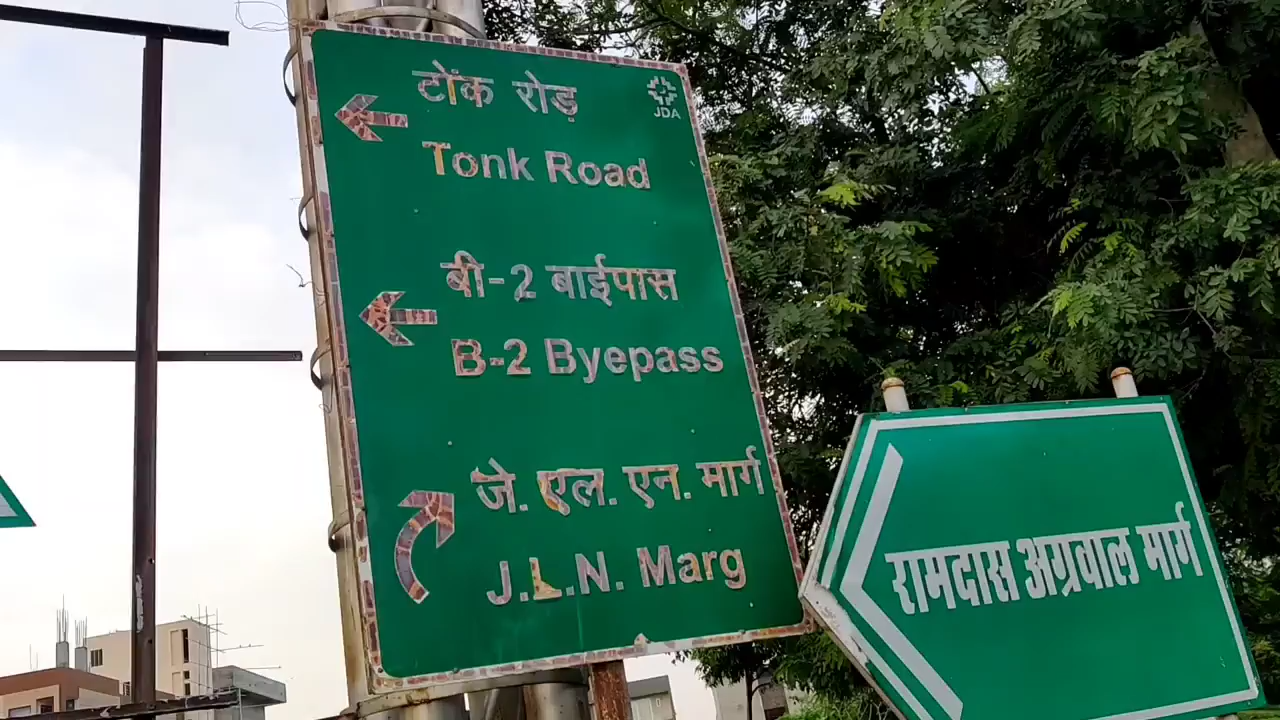 टोंक रोड़
JDA
Tonk Road
बी-2 बाईपास
B-2 Byepass
जे. एल. एन. मार्ग
J.L.N. Marg
रामदास अग्रवाल मार्ग